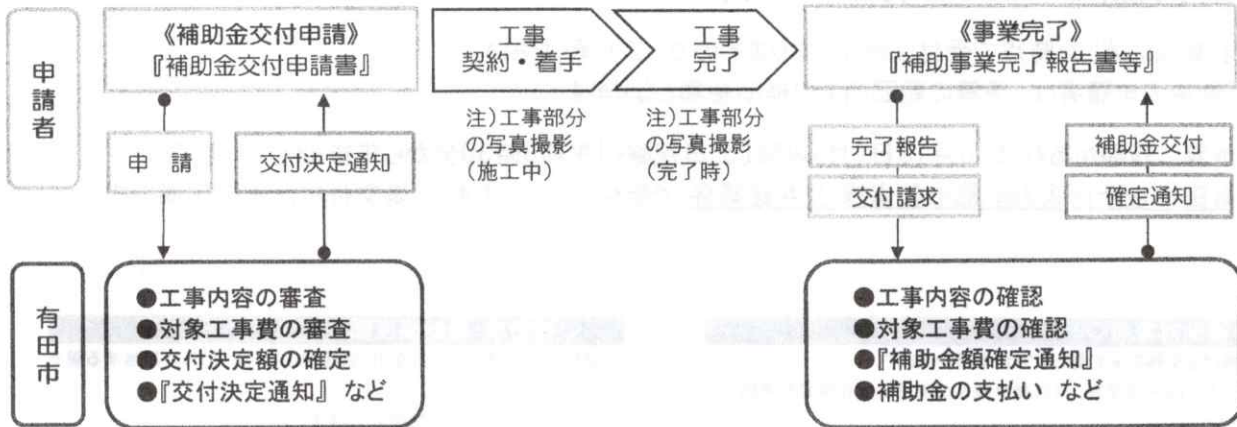 申請者
《補助金交付申請》
『補助金交付申請書』
工事
契約・着手
工事
完了
《事業完了》
『補助事業完了報告書等』
注)工事部分
の写真撮影
(施工中)
注)工事部分
の写真撮影
(完了時)
申 請
交付決定通知
完了報告
交付請求
補助金交付
確定通知
有田市
●工事内容の審査
●対象工事費の審査
●交付決定額の確定
●『交付決定通知』など
●工事内容の確認
●対象工事費の確認
●『補助金額確定通知』
●補助金の支払い など